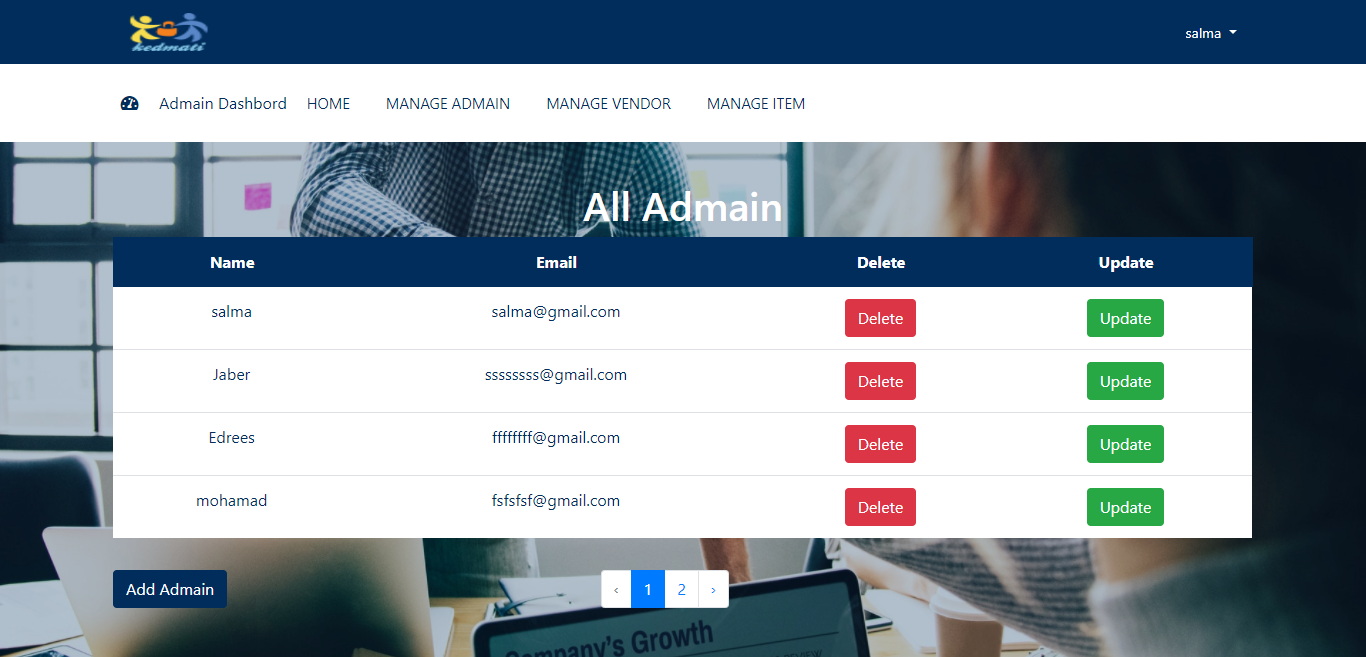 kedmati
salma
Admain Dashbord HOME MANAGE ADMAIN MANAGE VENDOR MANAGE ITEM
All Admain
Name Email Delete Update
salma salma@gmail.com Delete Update
Jaber ssssssss@gmail.com Delete Update
Edrees ffffffff@gmail.com Delete Update
mohamad fsfsfsf@gmail.com Delete Update
Add Admain ‹ 1 2 ›
Company's Growth